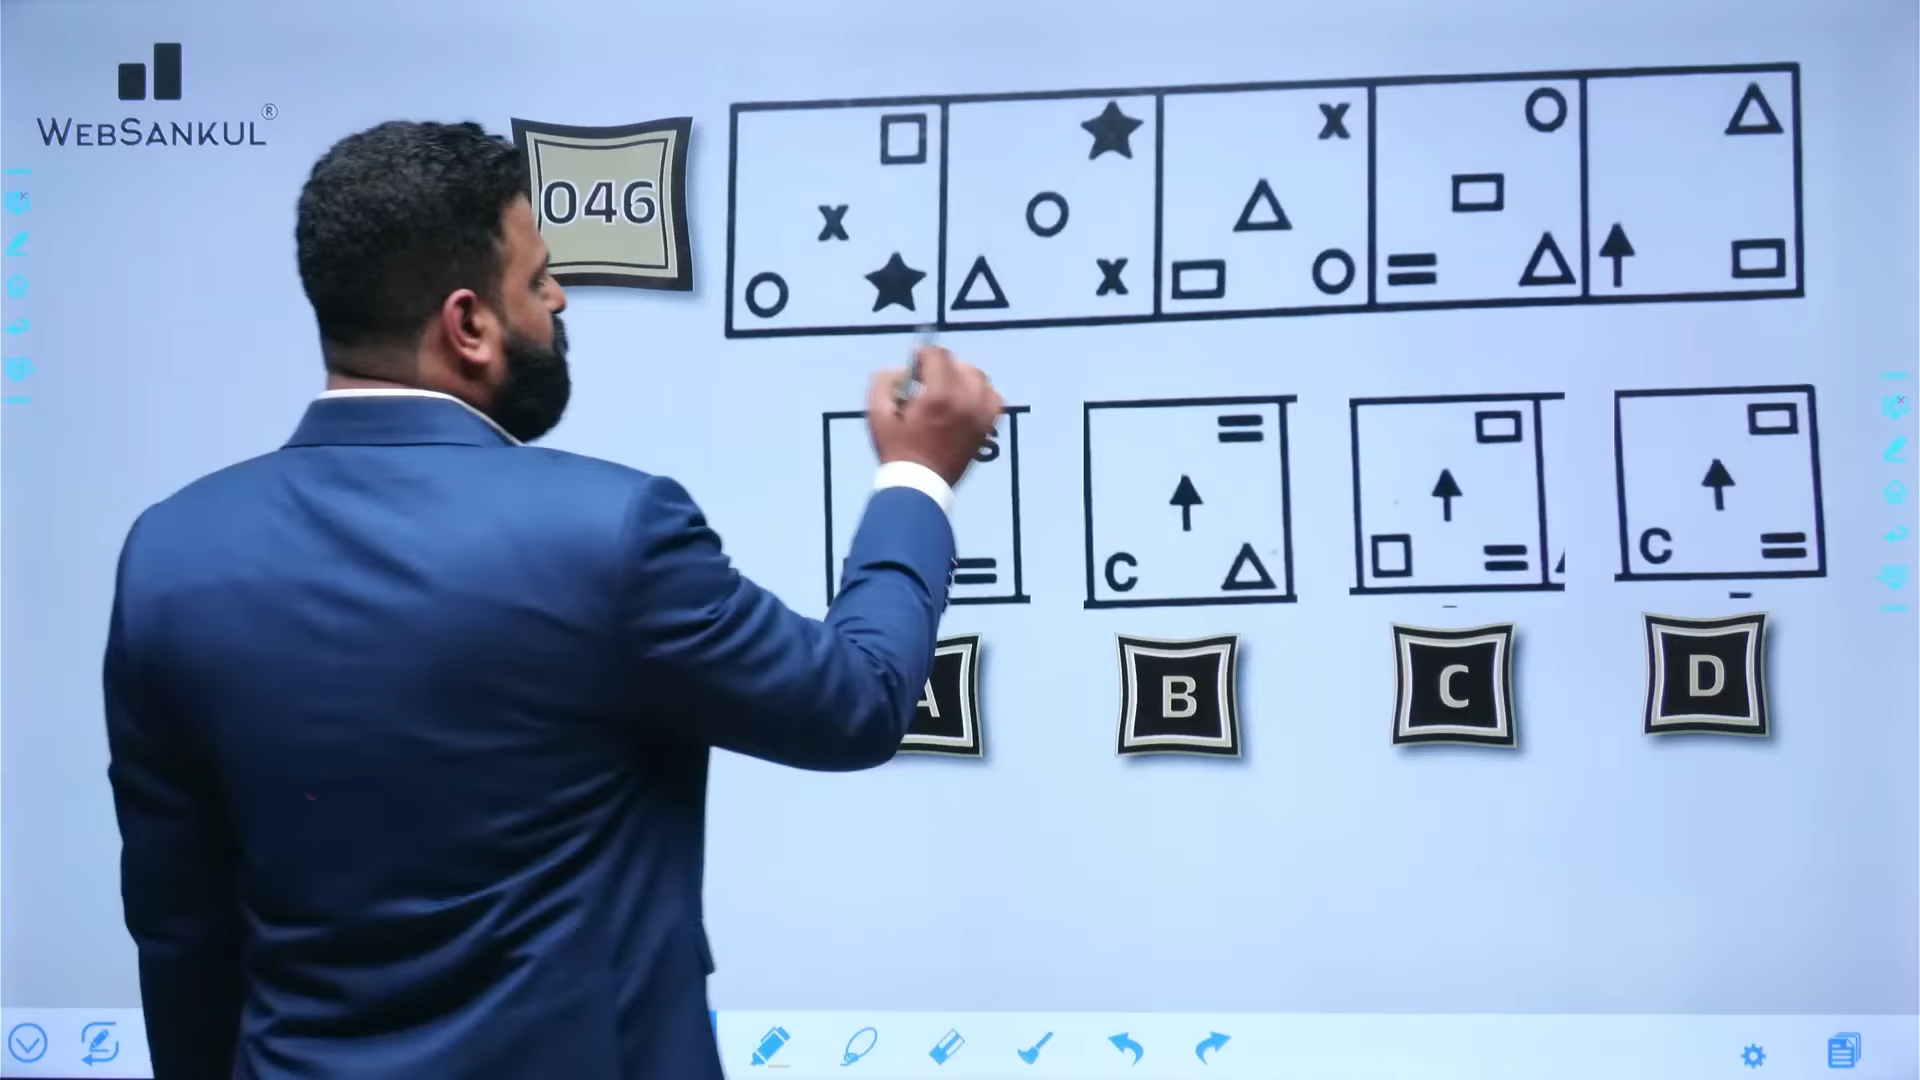 WEBSANKUL®
046
X
X
X
=
S
=
=
=
=
C
C
A
B
C
D